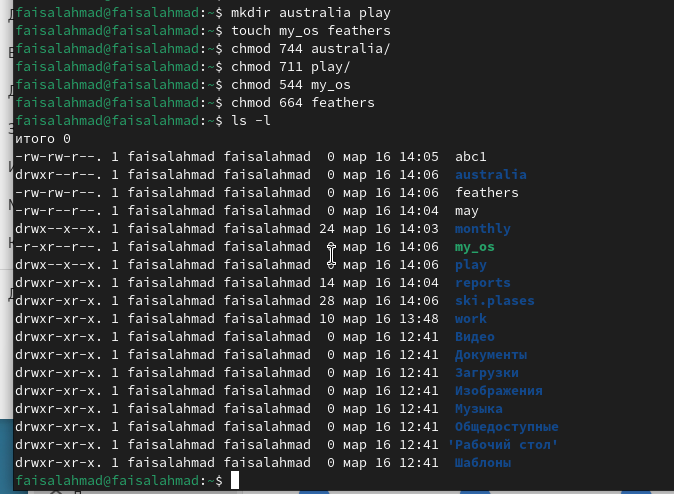 faisalahmad@faisalahmad:~$ mkdir australia play
faisalahmad@faisalahmad:~$ touch my_os feathers
faisalahmad@faisalahmad:~$ chmod 744 australia/
faisalahmad@faisalahmad:~$ chmod 711 play/
faisalahmad@faisalahmad:~$ chmod 544 my_os
faisalahmad@faisalahmad:~$ chmod 664 feathers
faisalahmad@faisalahmad:~$ ls -l
итого 0
-rw-rw-r--. 1 faisalahmad faisalahmad  0 мар 16 14:05  abc1
drwxr--r--. 1 faisalahmad faisalahmad  0 мар 16 14:06  australia
-rw-rw-r--. 1 faisalahmad faisalahmad  0 мар 16 14:06  feathers
-rw-r--r--. 1 faisalahmad faisalahmad  0 мар 16 14:04  may
drwx--x--x. 1 faisalahmad faisalahmad 24 мар 16 14:03  monthly
-r-xr--r--. 1 faisalahmad faisalahmad  0 мар 16 14:06  my_os
drwx--x--x. 1 faisalahmad faisalahmad  0 мар 16 14:06  play
drwxr-xr-x. 1 faisalahmad faisalahmad 14 мар 16 14:04  reports
drwxr-xr-x. 1 faisalahmad faisalahmad 28 мар 16 14:06  ski.plases
drwxr-xr-x. 1 faisalahmad faisalahmad 10 мар 16 13:48  work
drwxr-xr-x. 1 faisalahmad faisalahmad  0 мар 16 12:41  Видео
drwxr-xr-x. 1 faisalahmad faisalahmad  0 мар 16 12:41  Документы
drwxr-xr-x. 1 faisalahmad faisalahmad  0 мар 16 12:41  Загрузки
drwxr-xr-x. 1 faisalahmad faisalahmad  0 мар 16 12:41  Изображения
drwxr-xr-x. 1 faisalahmad faisalahmad  0 мар 16 12:41  Музыка
drwxr-xr-x. 1 faisalahmad faisalahmad  0 мар 16 12:41  Общедоступные
drwxr-xr-x. 1 faisalahmad faisalahmad  0 мар 16 12:41 'Рабочий стол'
drwxr-xr-x. 1 faisalahmad faisalahmad  0 мар 16 12:41  Шаблоны
faisalahmad@faisalahmad:~$